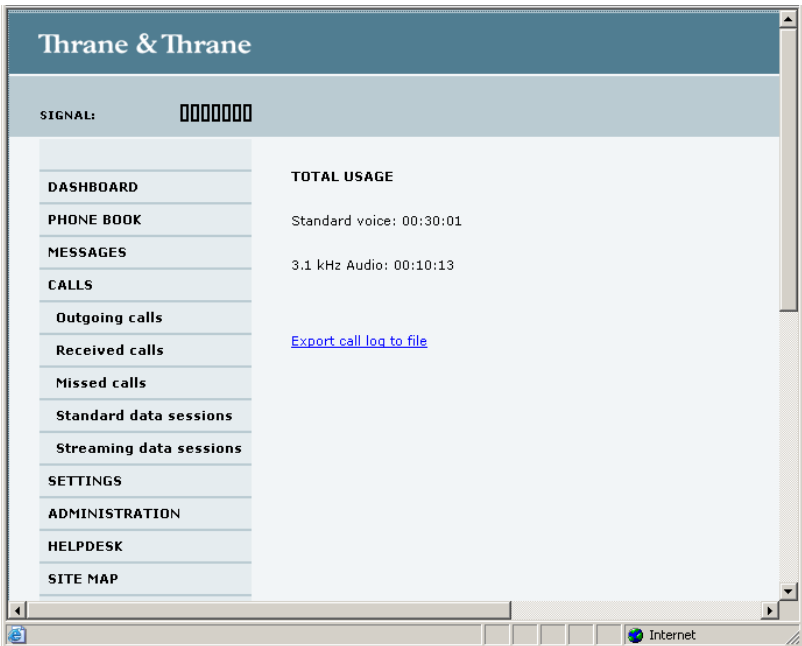 Thrane & Thrane
SIGNAL:
DASHBOARD
PHONE BOOK
MESSAGES
CALLS
Outgoing calls
Received calls
Missed calls
Standard data sessions
Streaming data sessions
SETTINGS
ADMINISTRATION
HELPDESK
SITE MAP
TOTAL USAGE
Standard voice: 00:30:01
3.1 kHz Audio: 00:10:13
Export call log to file
Internet